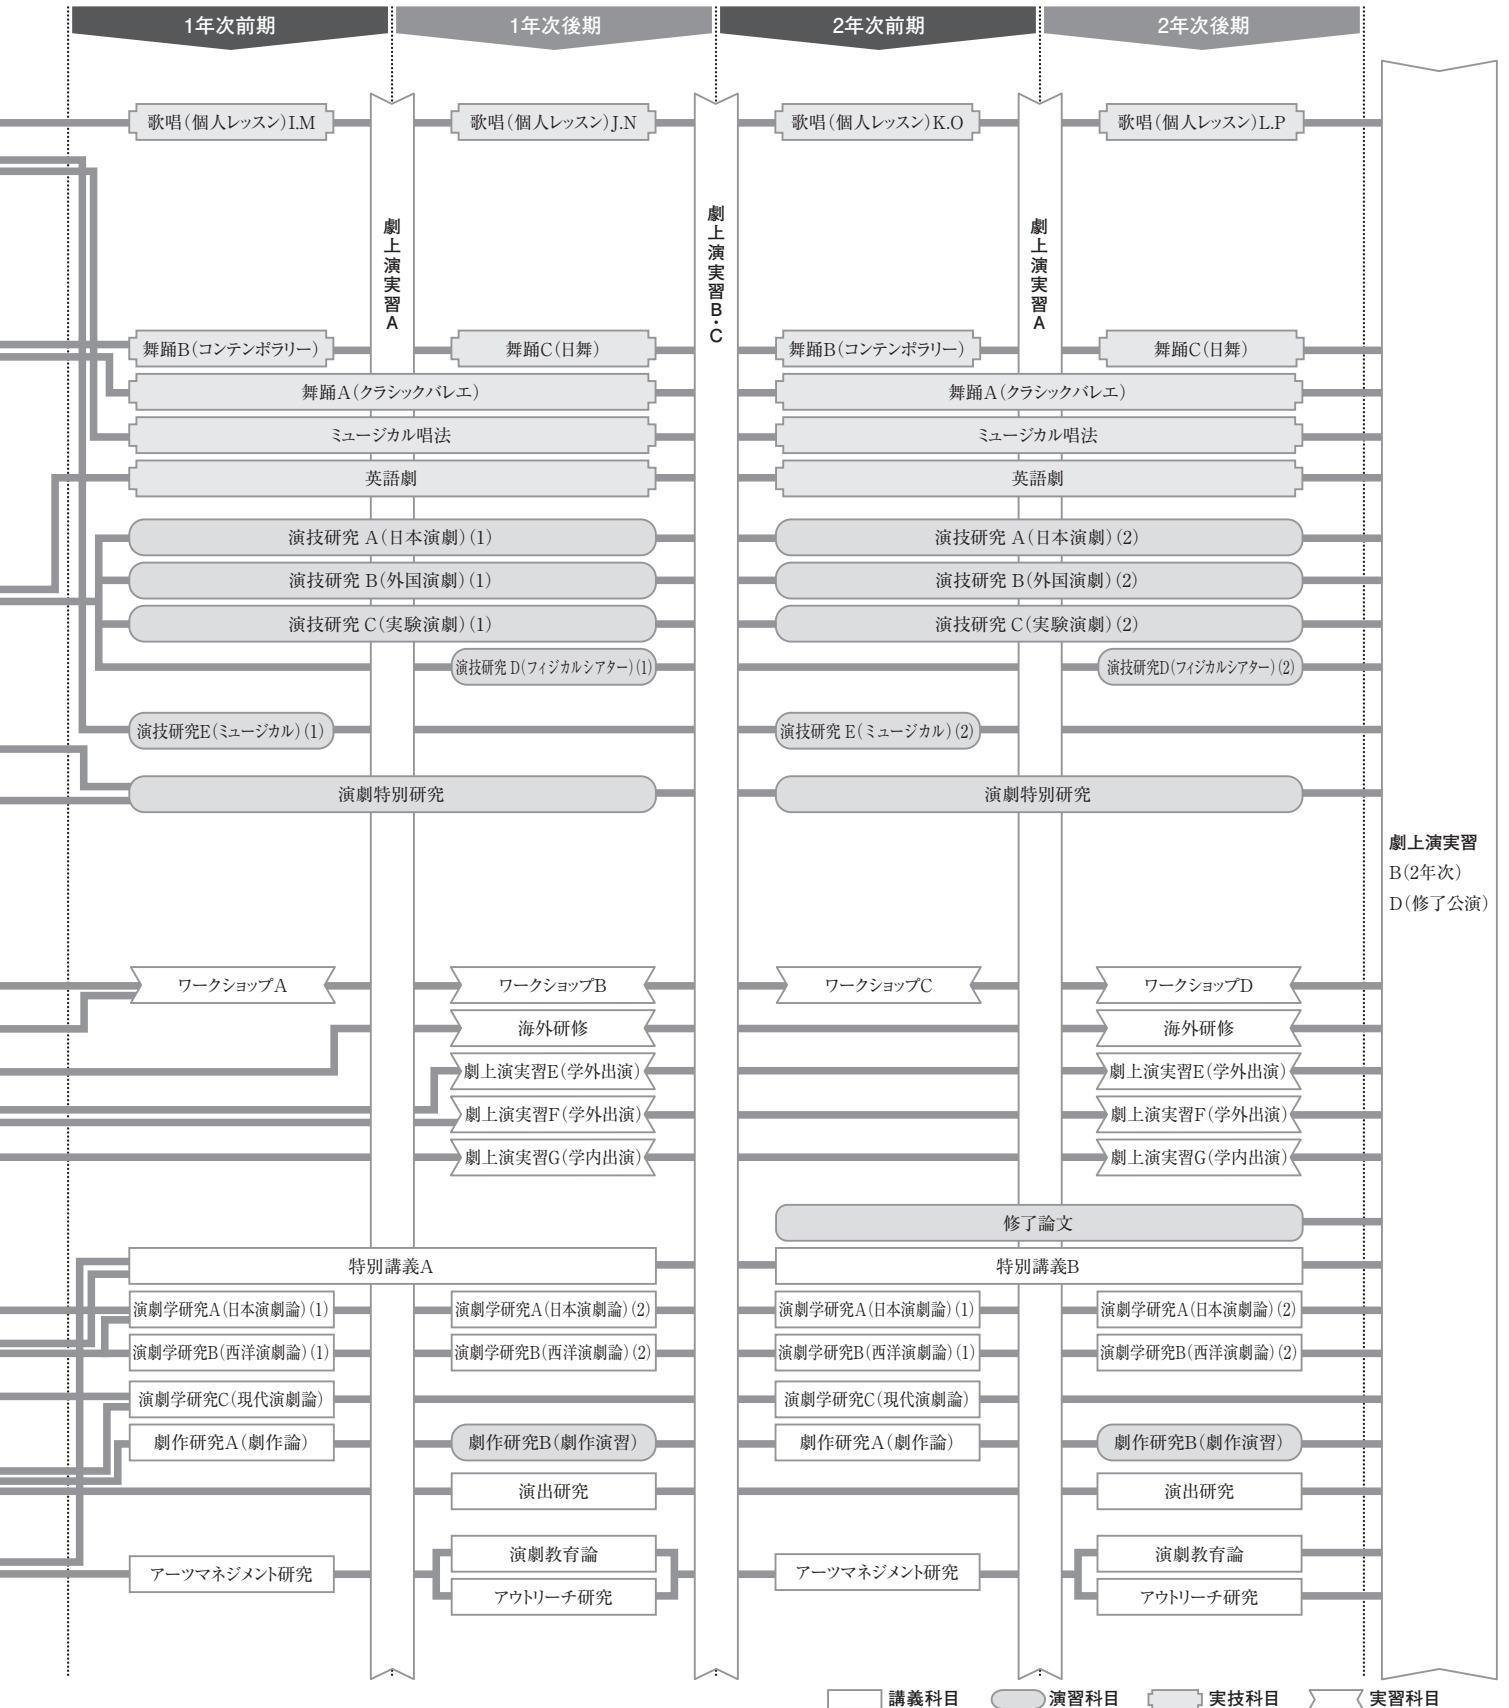 1年次前期
1年次後期
2年次前期
2年次後期
歌唱（個人レッスン）I.M
歌唱（個人レッスン）J.N
歌唱（個人レッスン）K.O
歌唱（個人レッスン）L.P
劇上演実習A
劇上演実習B・C
劇上演実習A
舞踊B（コンテンポラリー）
舞踊C（日舞）
舞踊B（コンテンポラリー）
舞踊C（日舞）
舞踊A（クラシックバレエ）
舞踊A（クラシックバレエ）
ミュージカル唱法
ミュージカル唱法
英語劇
英語劇
演技研究 A（日本演劇）（1）
演技研究 A（日本演劇）（2）
演技研究 B（外国演劇）（1）
演技研究 B（外国演劇）（2）
演技研究 C（実験演劇）（1）
演技研究 C（実験演劇）（2）
演技研究 D（フィジカルシアター）（1）
演技研究D（フィジカルシアター）（2）
演技研究E（ミュージカル）（1）
演技研究 E（ミュージカル）（2）
演劇特別研究
演劇特別研究
劇上演実習
B（2年次）
D（修了公演）
ワークショップA
ワークショップB
ワークショップC
ワークショップD
海外研修
海外研修
劇上演実習E（学外出演）
劇上演実習E（学外出演）
劇上演実習F（学外出演）
劇上演実習F（学外出演）
劇上演実習G（学内出演）
劇上演実習G（学内出演）
修了論文
特別講義A
特別講義B
演劇学研究A（日本演劇論）（1）
演劇学研究A（日本演劇論）（2）
演劇学研究A（日本演劇論）（1）
演劇学研究A（日本演劇論）（2）
演劇学研究B（西洋演劇論）（1）
演劇学研究B（西洋演劇論）（2）
演劇学研究B（西洋演劇論）（1）
演劇学研究B（西洋演劇論）（2）
演劇学研究C（現代演劇論）
演劇学研究C（現代演劇論）
劇作研究A（劇作論）
劇作研究B（劇作演習）
劇作研究A（劇作論）
劇作研究B（劇作演習）
演出研究
演出研究
アーツマネジメント研究
演劇教育論
アウトリーチ研究
アーツマネジメント研究
演劇教育論
アウトリーチ研究
講義科目
演習科目
実技科目
実習科目